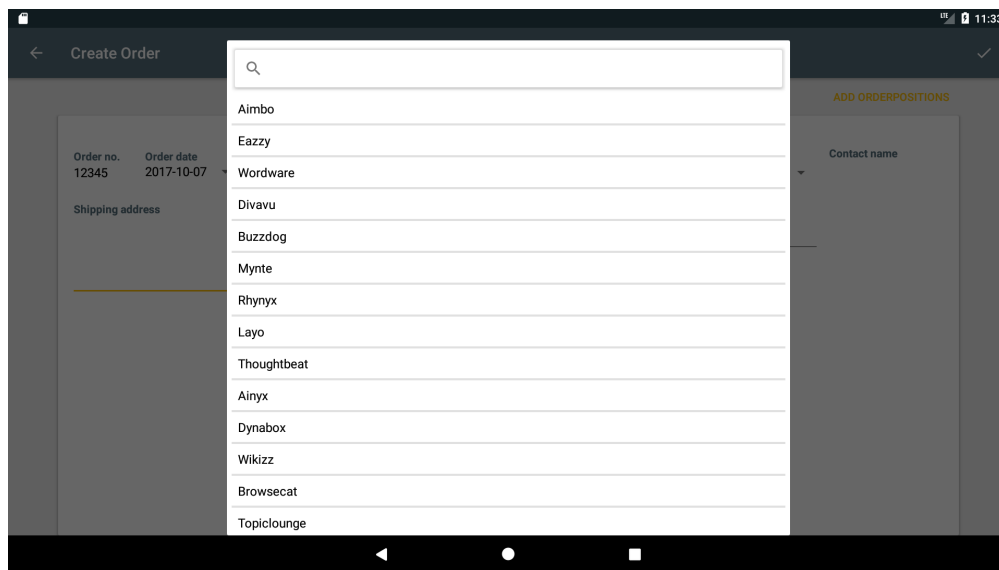 LTE 11:33
Create Order
ADD ORDERPOSITIONS
Order no. Order date Contact name
12345 2017-10-07
Shipping address
Aimbo
Eazzy
Wordware
Divavu
Buzzdog
Mynte
Rhynyx
Layo
Thoughtbeat
Ainyx
Dynabox
Wikizz
Browsecat
Topiclounge